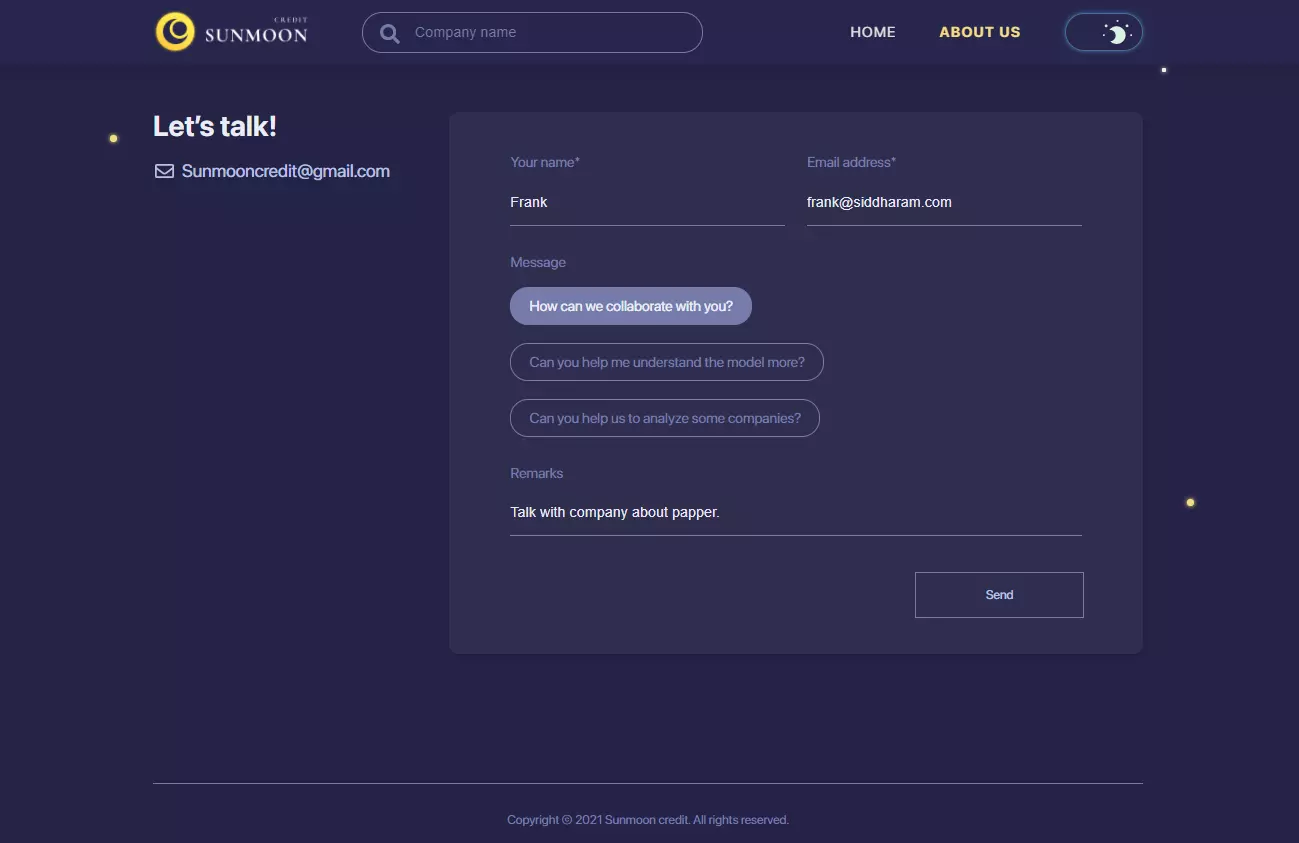 CREDIT
SUNMOON
Company name
HOME
ABOUT US
Let's talk!
Sunmooncredit@gmail.com
Your name*
Email address*
Frank
frank@siddharam.com
Message
How can we collaborate with you?
Can you help me understand the model more?
Can you help us to analyze some companies?
Remarks
Talk with company about papper.
Send
Copyright © 2021 Sunmoon credit. All rights reserved.